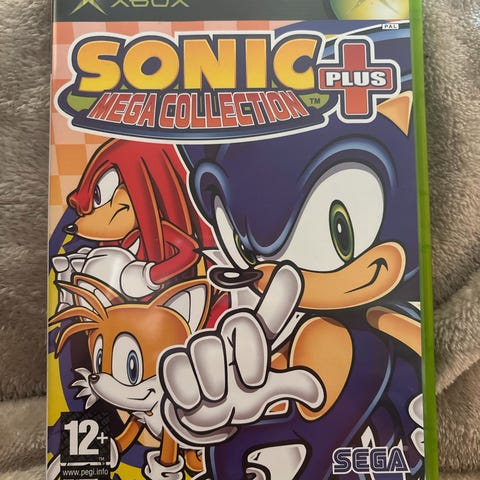 XBOX
PAL
SONIC
PLUS
MEGA COLLECTION
TM
12+
www.pegi.info
SEGA